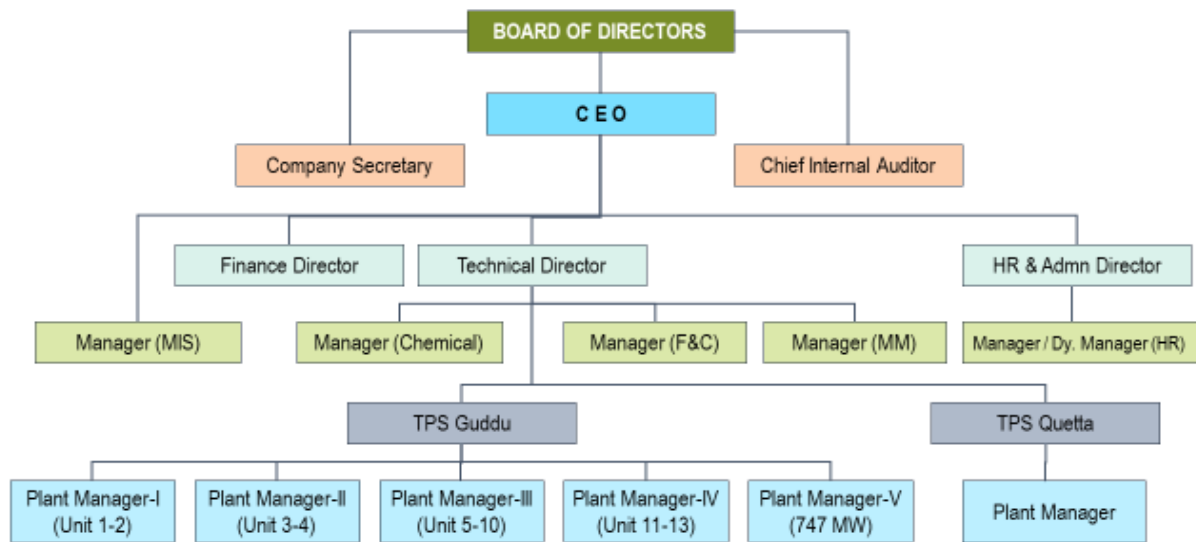 BOARD OF DIRECTORS
C E O
Company Secretary
Chief Internal Auditor
Finance Director
Technical Director
HR & Admn Director
Manager (MIS)
Manager (Chemical)
Manager (F&C)
Manager (MM)
Manager / Dy. Manager (HR)
TPS Guddu
TPS Quetta
Plant Manager-I
(Unit 1-2)
Plant Manager-II
(Unit 3-4)
Plant Manager-III
(Unit 5-10)
Plant Manager-IV
(Unit 11-13)
Plant Manager-V
(747 MW)
Plant Manager